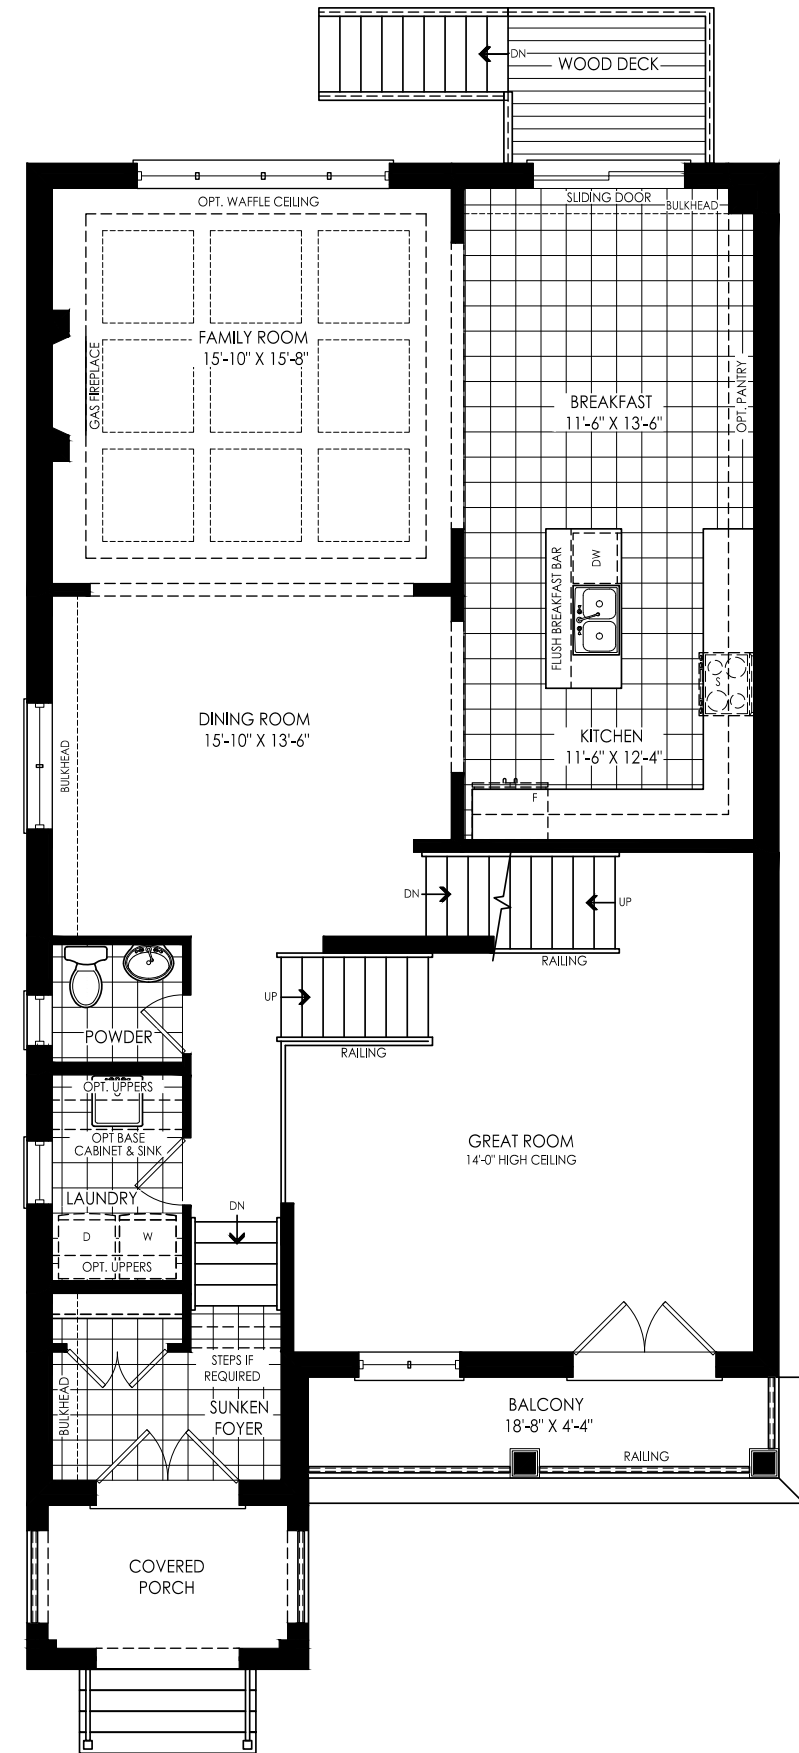 DN
WOOD DECK
SLIDING DOOR
BULKHEAD
OPT. WAFFLE CEILING
FAMILY ROOM
15'-10" X 15'-8"
GAS FIREPLACE
BREAKFAST
11'-6" X 13'-6"
OPT. PANTRY
FLUSH BREAKFAST BAR
DW
S
DINING ROOM
15'-10" X 13'-6"
BULKHEAD
KITCHEN
11'-6" X 12'-4"
F
DN
UP
RAILING
UP
RAILING
POWDER
OPT. UPPERS
OPT BASE
CABINET & SINK
LAUNDRY
D
W
OPT. UPPERS
GREAT ROOM
14'-0" HIGH CEILING
DN
STEPS IF
REQUIRED
SUNKEN
FOYER
BULKHEAD
BALCONY
18'-8" X 4'-4"
RAILING
COVERED
PORCH